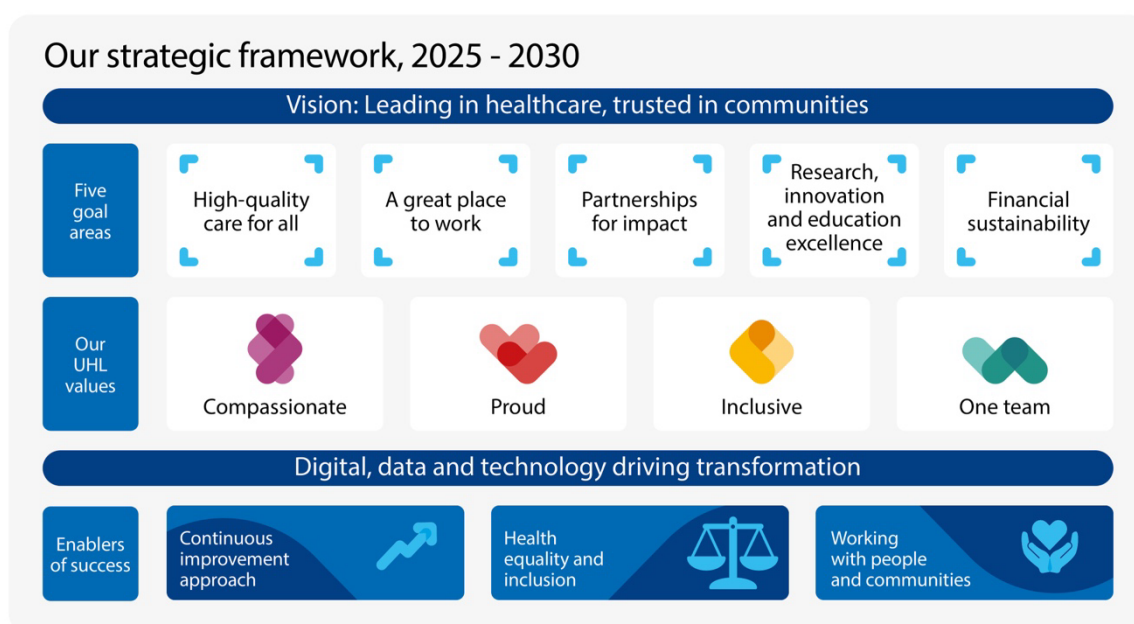 Our strategic framework, 2025 - 2030
Vision: Leading in healthcare, trusted in communities
Five
goal
areas
High-quality
care for all
A great place
to work
Partnerships
for impact
Research,
innovation
and education
excellence
Financial
sustainability
Our
UHL
values
Compassionate
Proud
Inclusive
One team
Digital, data and technology driving transformation
Enablers
of success
Continuous
improvement
approach
Health
equality and
inclusion
Working
with people
and communities